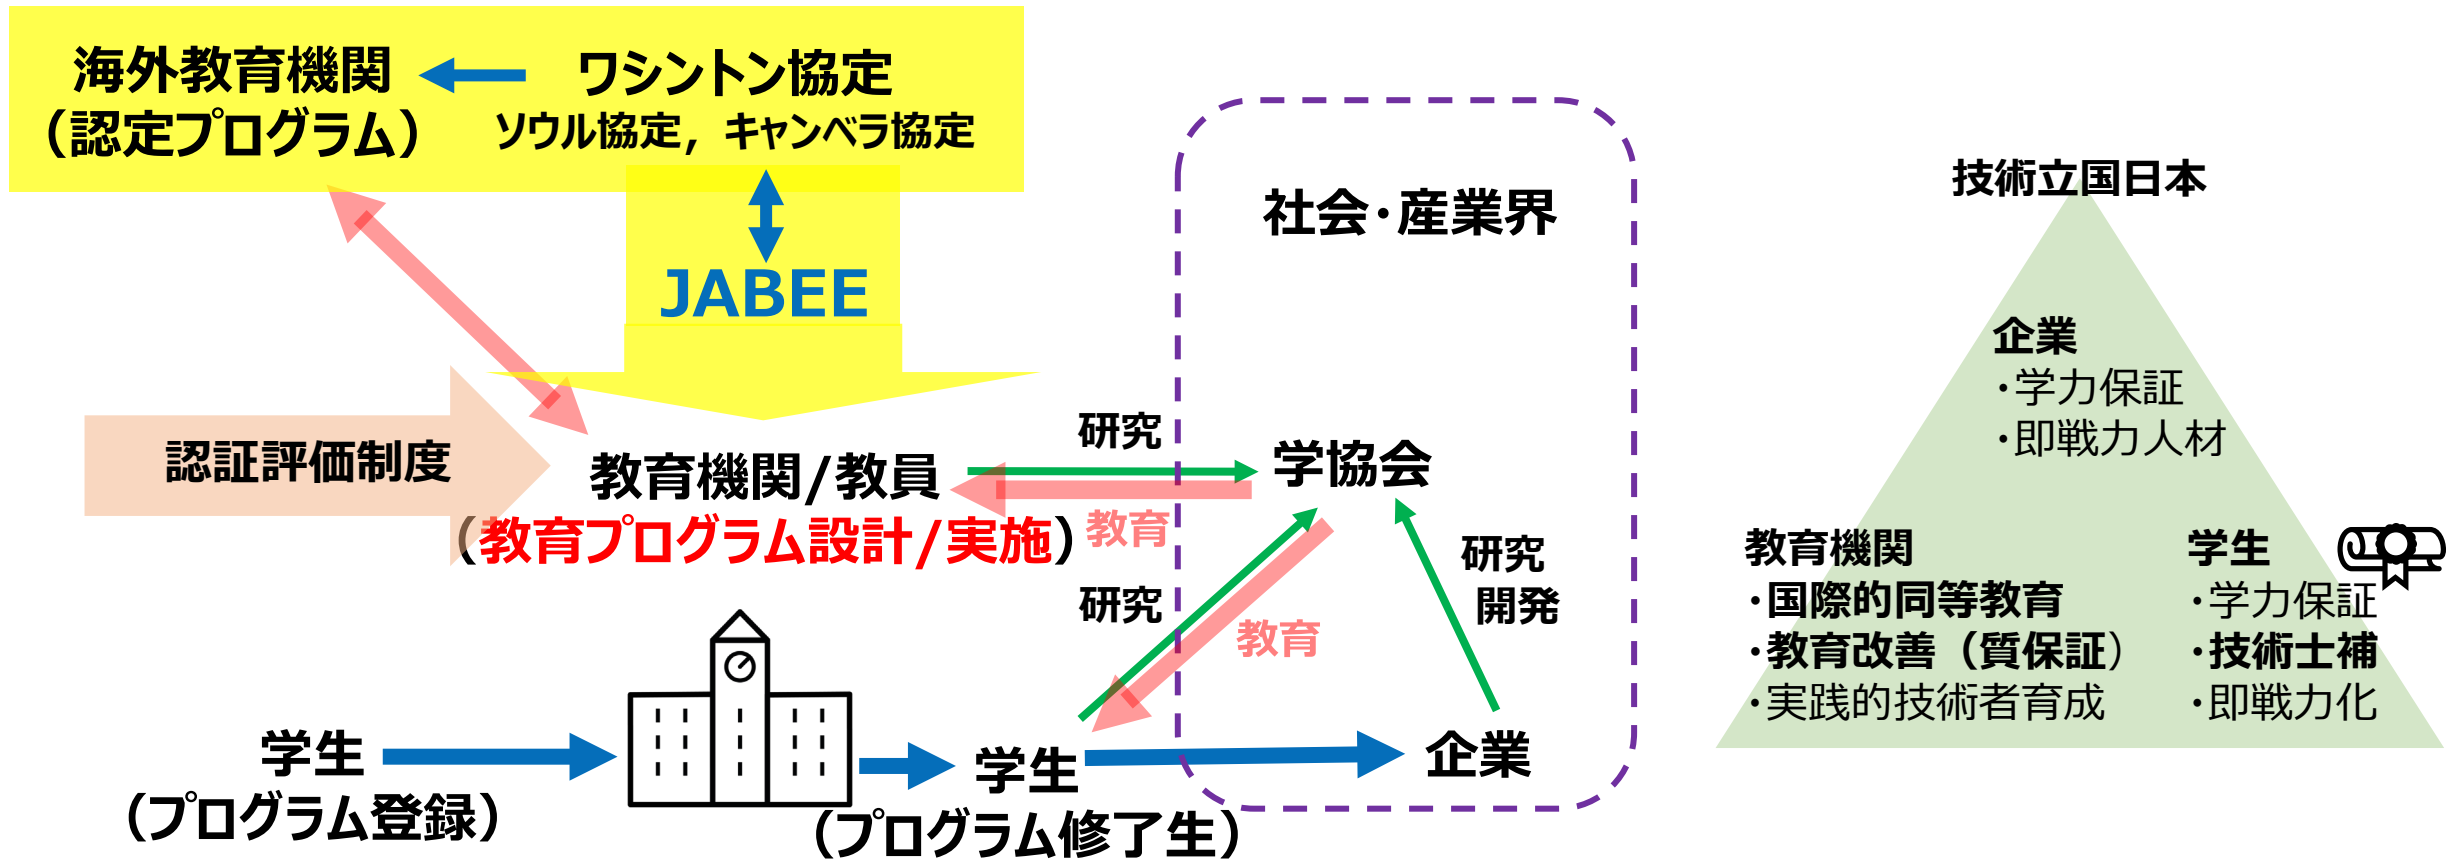 海外教育機関
（認定プログラム）
ワシントン協定
ソウル協定，キャンベラ協定
JABEE
認証評価制度
教育機関/教員
（教育プログラム設計/実施）
社会・産業界
研究
教育
学協会
研究
教育
研究
開発
学生
（プログラム登録）
学生
（プログラム修了生）
企業
技術立国日本
企業
・学力保証
・即戦力人材
教育機関
・国際的同等教育
・教育改善（質保証）
・実践的技術者育成
学生
・学力保証
・技術士補
・即戦力化